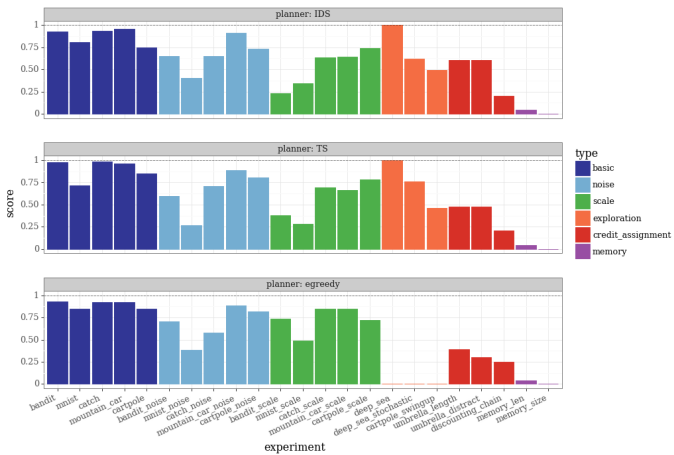 planner: IDS
1
0.75
0.50
0.25
0
planner: TS
1
0.75
0.50
0.25
0
planner: egreedy
1
0.75
0.50
0.25
0
score
bandit
mnist
catch
mountain_car
cartpole
bandit_noise
mnist_noise
catch_noise
mountain_car_noise
cartpole_noise
bandit_scale
mnist_scale
catch_scale
mountain_car_scale
cartpole_scale
deep_sea
deep_sea_stochastic
cartpole_swingup
umbrella_length
umbrella_distract
discounting_chain
memory_len
memory_size
experiment
type
basic
noise
scale
exploration
credit_assignment
memory